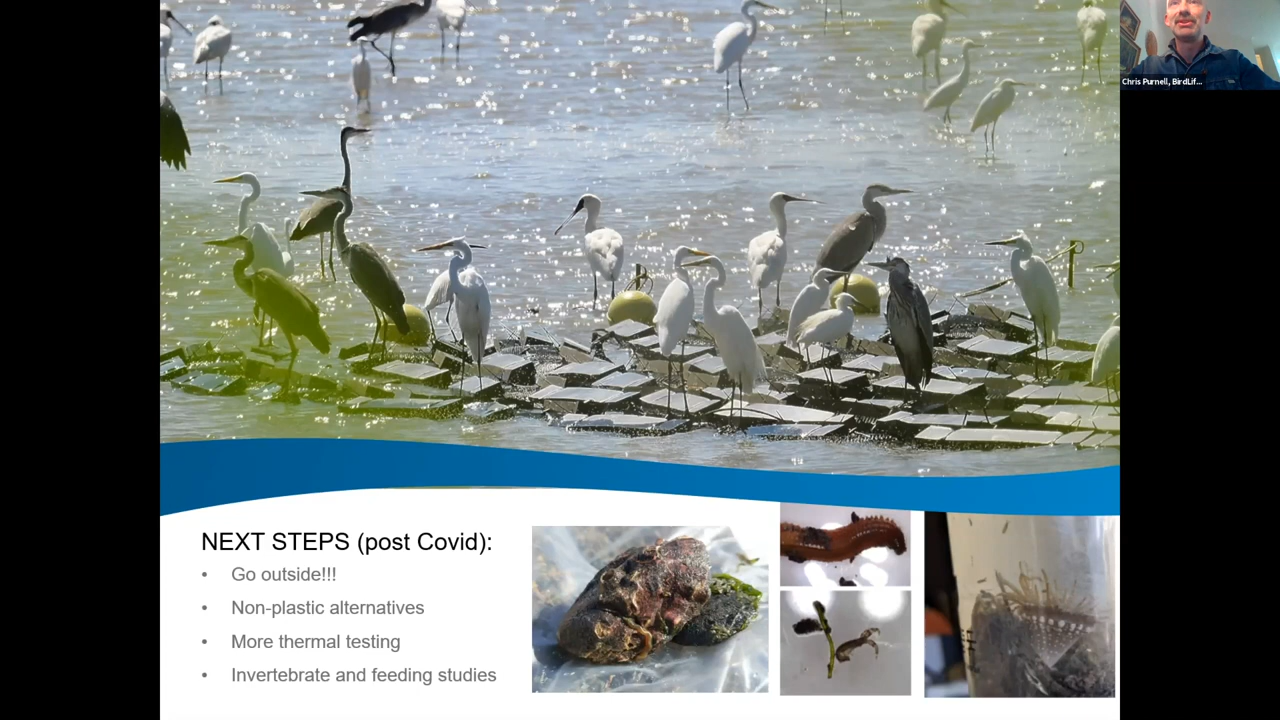 Chris Purnell, BirdLif...
NEXT STEPS (post Covid):
• Go outside!!!
• Non-plastic alternatives
• More thermal testing
• Invertebrate and feeding studies